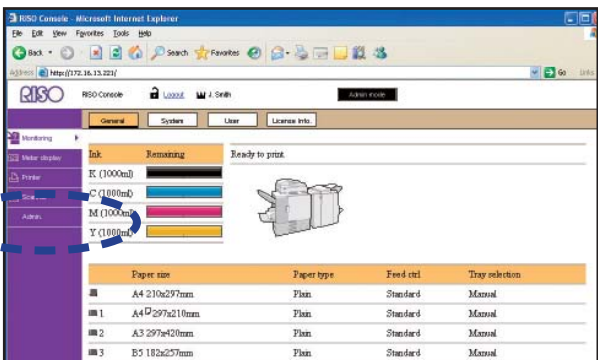 RISO Console - Microsoft Internet Explorer
File Edit View Favorites Tools Help
Back Search Favorites
Address http://172.16.13.221/ Go Links
RISO RISO Console Logout J. Smith Admin mode
General System User License Info.
Monitoring
Meter display
Printer
Admin.
Ink Remaining Ready to print
K (1000ml)
C (1000ml)
M (1000ml)
Y (1000ml)
Paper size Paper type Feed ctrl Tray selection
A4 210x297mm Plain Standard Manual
1 A4 297x210mm Plain Standard Manual
2 A3 297x420mm Plain Standard Manual
3 B5 182x257mm Plain Standard Manual